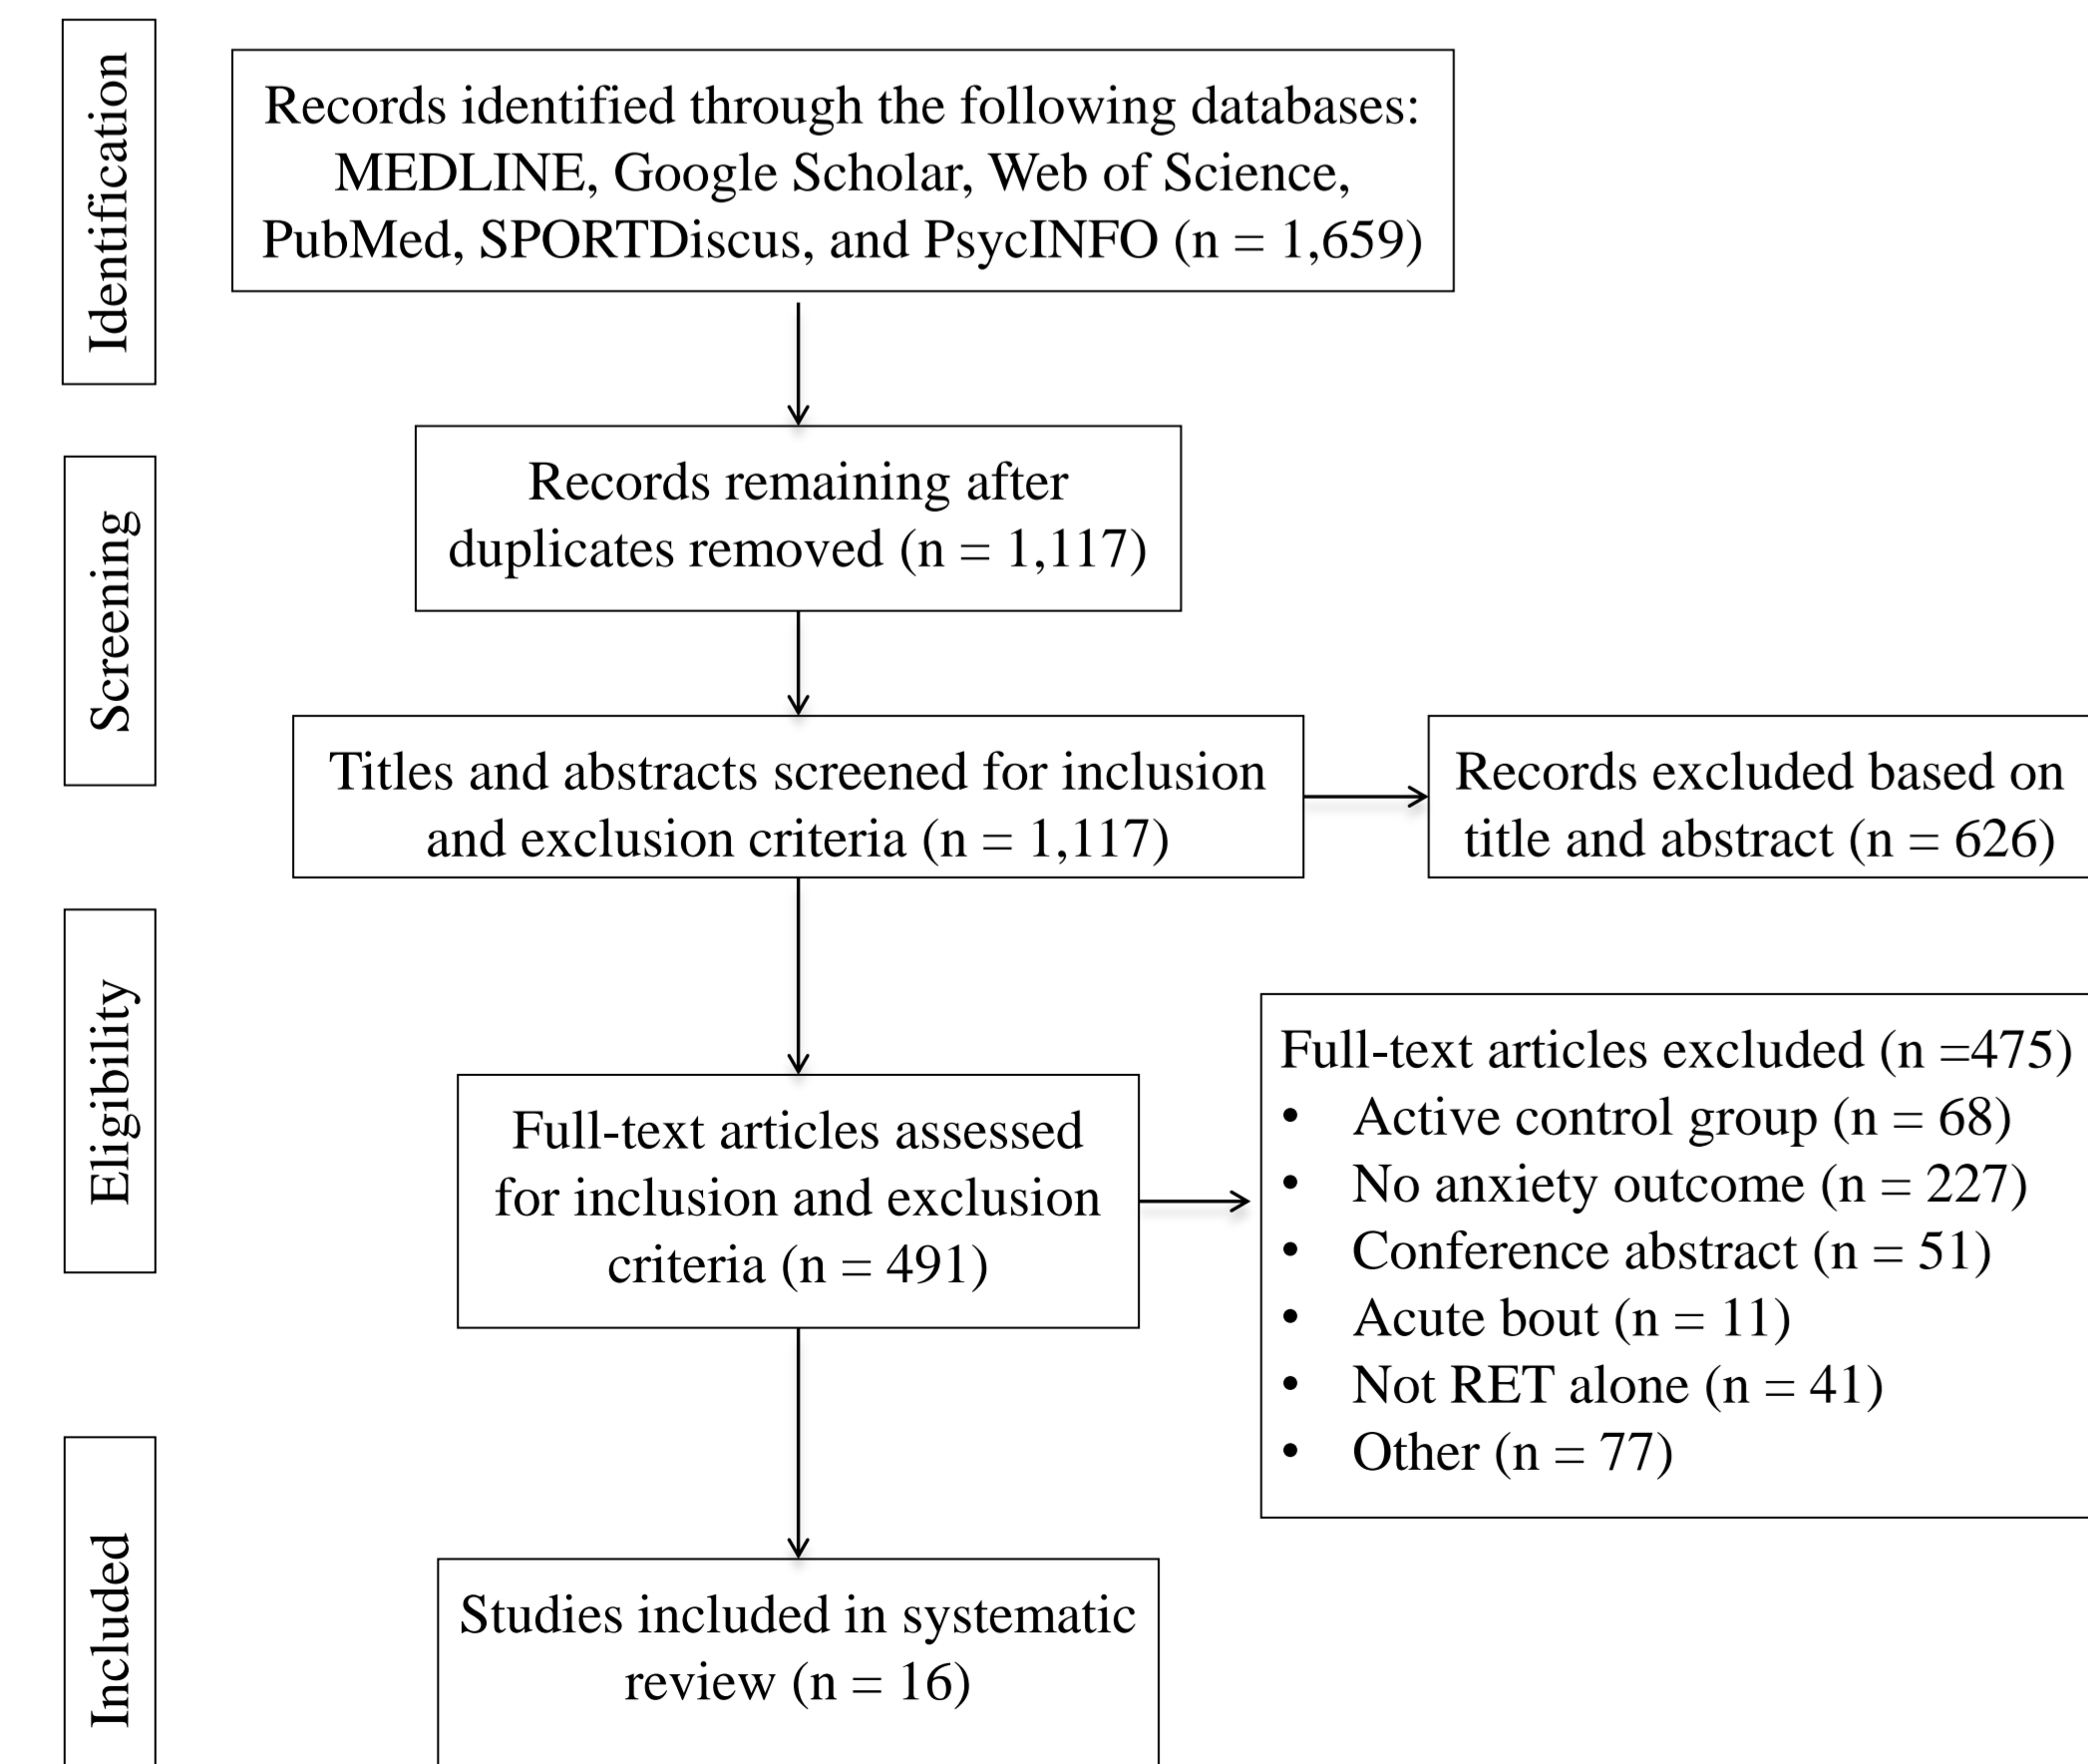 Identification
Records identified through the following databases:
MEDLINE, Google Scholar, Web of Science,
PubMed, SPORTDiscus, and PsycINFO (n = 1,659)
Screening
Records remaining after
duplicates removed (n = 1,117)
Titles and abstracts screened for inclusion
and exclusion criteria (n = 1,117)
Records excluded based on
title and abstract (n = 626)
Eligibility
Full-text articles assessed
for inclusion and exclusion
criteria (n = 491)
Full-text articles excluded (n =475)
• Active control group (n = 68)
• No anxiety outcome (n = 227)
• Conference abstract (n = 51)
• Acute bout (n = 11)
• Not RET alone (n = 41)
• Other (n = 77)
Included
Studies included in systematic
review (n = 16)